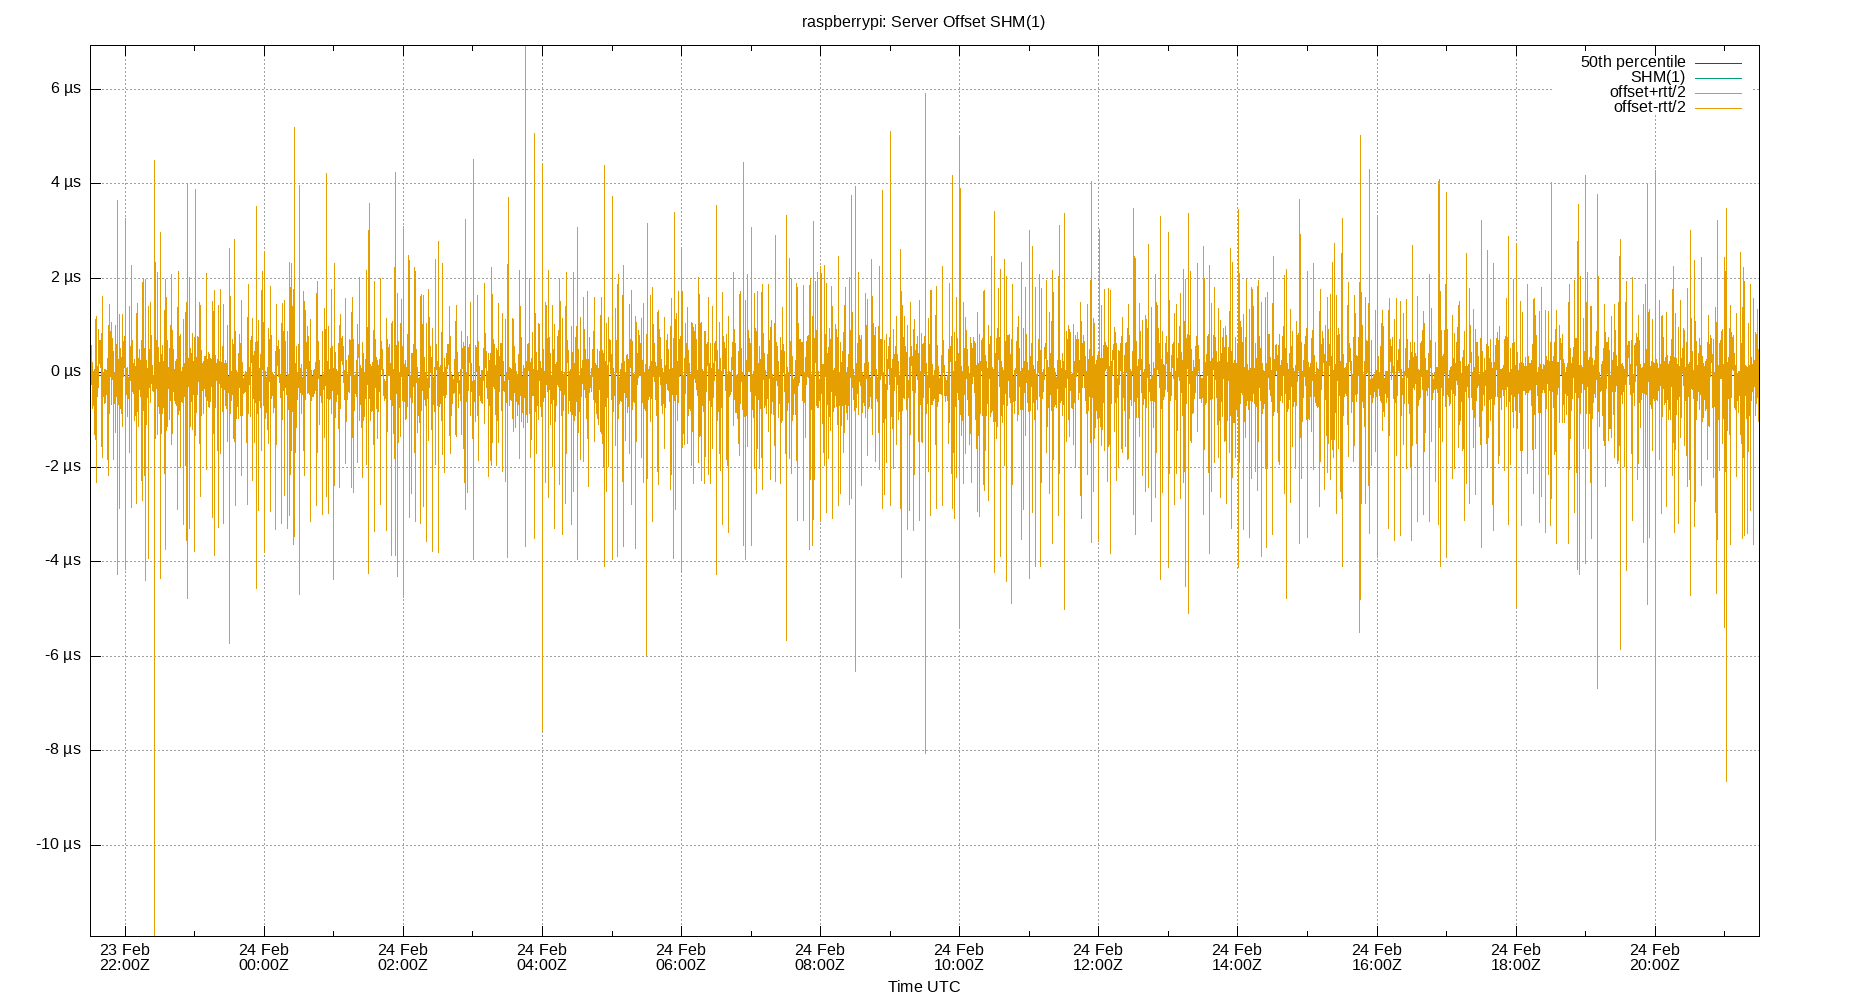 raspberrypi: Server Offset SHM(1)
50th percentile
SHM(1)
offset+rtt/2
offset-rtt/2
6 µs
4 µs
2 µs
0 µs
-2 µs
-4 µs
-6 µs
-8 µs
-10 µs
23 Feb 24 Feb 24 Feb 24 Feb 24 Feb 24 Feb 24 Feb 24 Feb 24 Feb 24 Feb 24 Feb 24 Feb
22:00Z 00:00Z 02:00Z 04:00Z 06:00Z 08:00Z 10:00Z 12:00Z 14:00Z 16:00Z 18:00Z 20:00Z
Time UTC